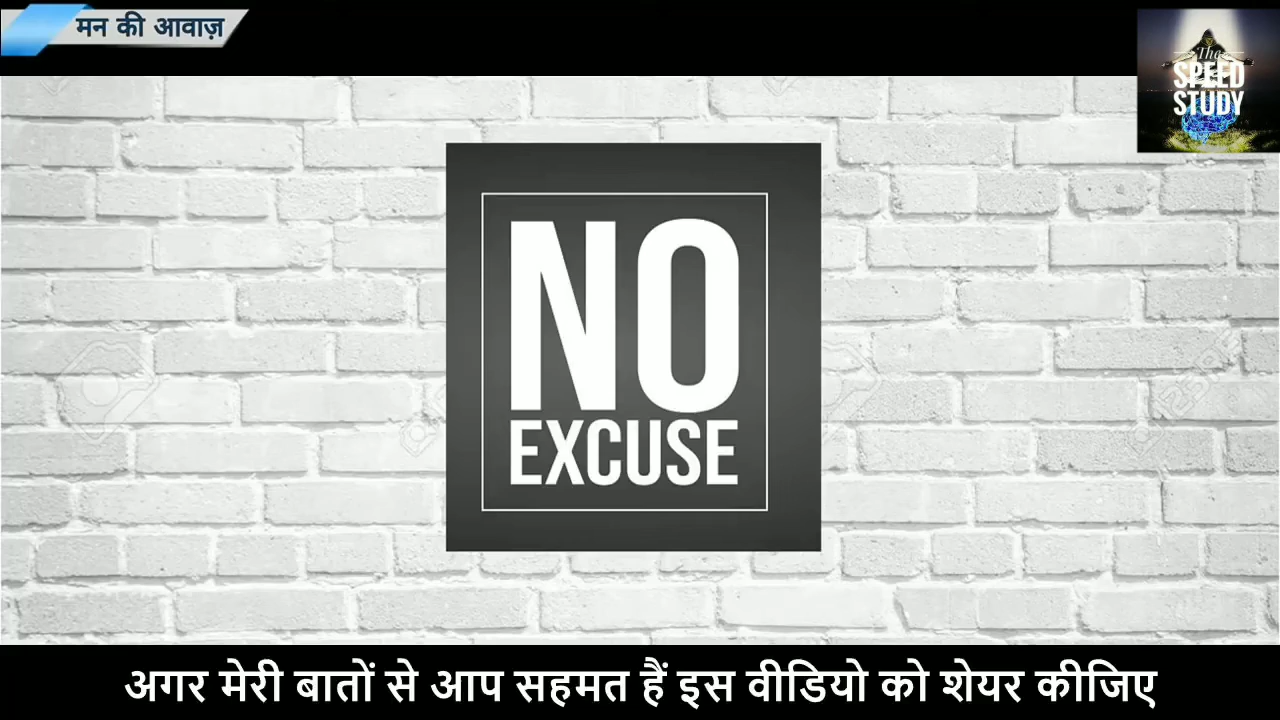 मन की आवाज़
The
SPEED
STUDY
NO
EXCUSE
अगर मेरी बातों से आप सहमत हैं इस वीडियो को शेयर कीजिए